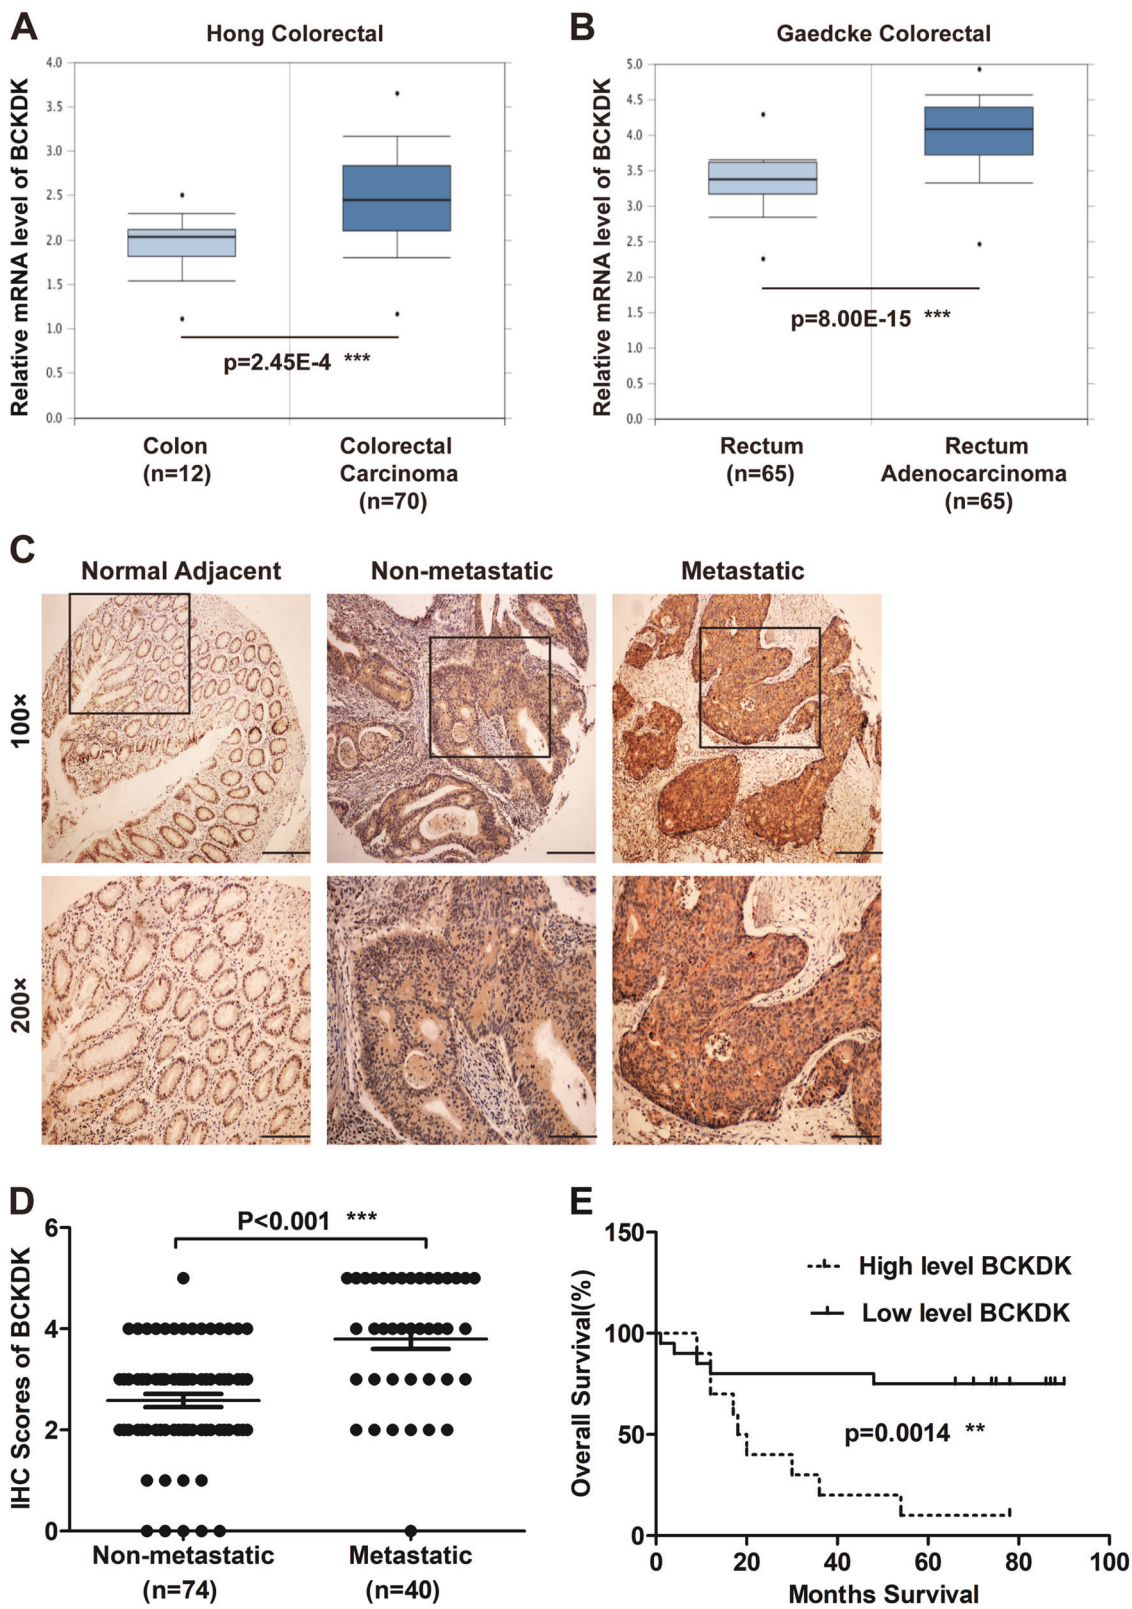 A
Hong Colorectal
Relative mRNA level of BCKDK
4.0
3.5
3.0
2.5
2.0
1.5
1.0
0.5
0.0
p=2.45E-4 ***
Colon
(n=12)
Colorectal
Carcinoma
(n=70)
B
Gaedcke Colorectal
Relative mRNA level of BCKDK
5.0
4.5
4.0
3.5
3.0
2.5
2.0
1.5
1.0
0.5
0.0
p=8.00E-15 ***
Rectum
(n=65)
Rectum
Adenocarcinoma
(n=65)
C
Normal Adjacent
Non-metastatic
Metastatic
100×
200×
D
IHC Scores of BCKDK
6
4
2
0
P<0.001 ***
Non-metastatic
(n=74)
Metastatic
(n=40)
E
Overall Survival(%)
150
100
50
0
High level BCKDK
Low level BCKDK
p=0.0014 **
0 20 40 60 80 100
Months Survival